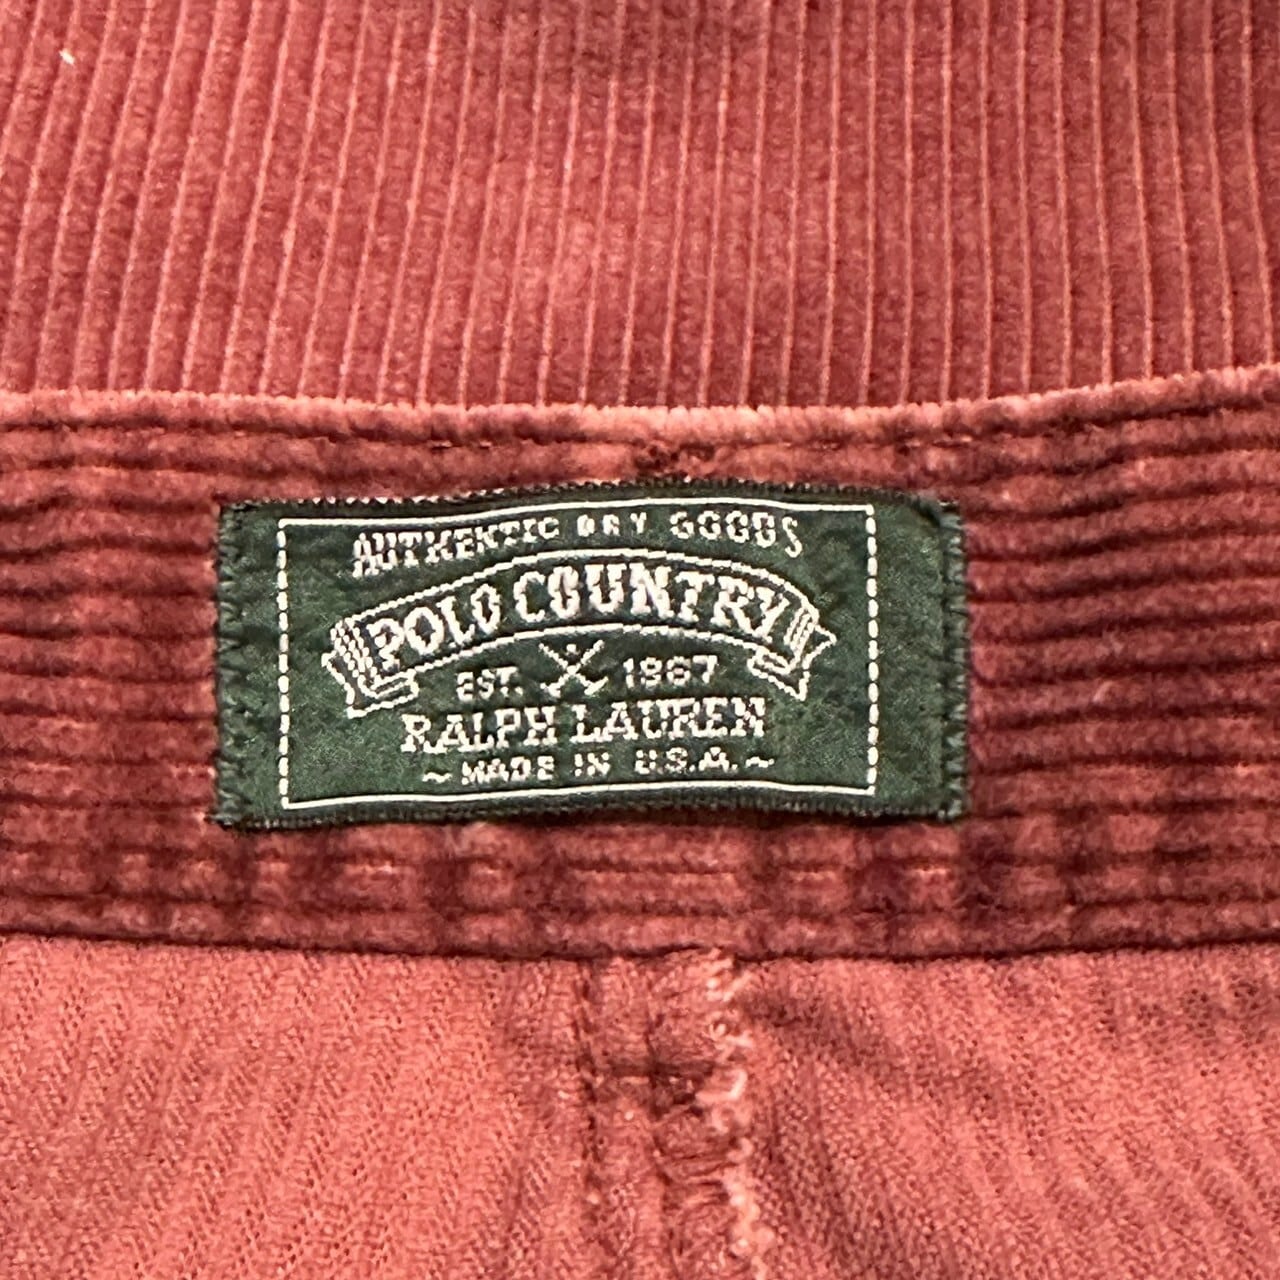 AUTHENTIC DRY GOODS
POLO COUNTRY
EST. 1967
RALPH LAUREN
~ MADE IN U.S.A. ~